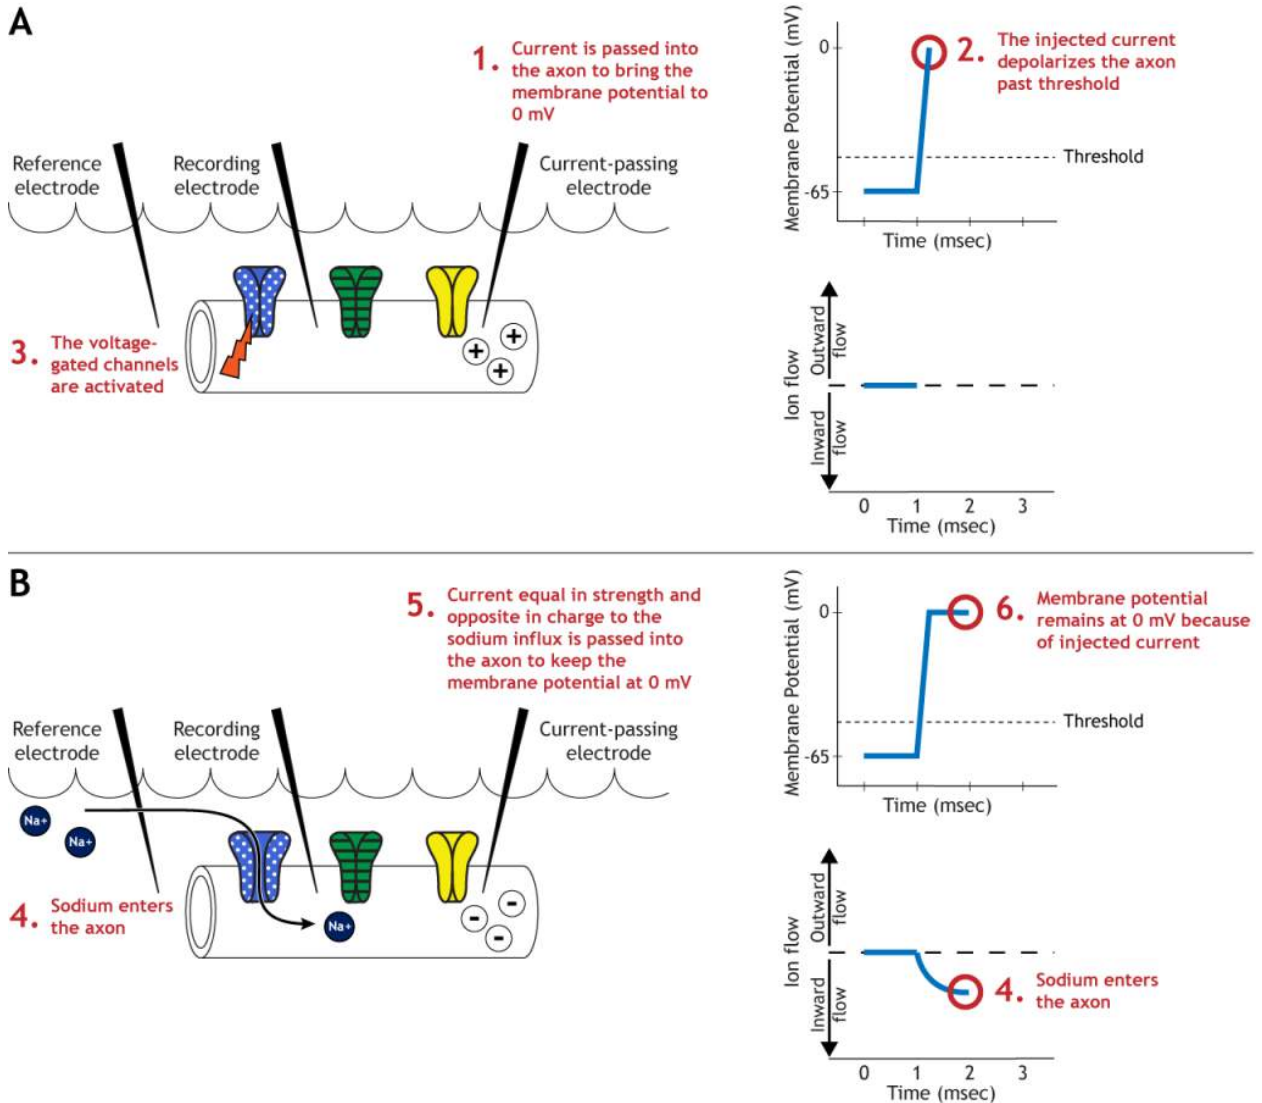 A
1. Current is passed into
the axon to bring the
membrane potential to
0 mV
Reference
electrode
Recording
electrode
Current-passing
electrode
3. The voltage-
gated channels
are activated
+
+
+
Membrane Potential (mV)
0
-65
2. The injected current
depolarizes the axon
past threshold
Threshold
Time (msec)
Ion flow
Outward
flow
Inward
flow
0 1 2 3
Time (msec)
B
5. Current equal in strength and
opposite in charge to the
sodium influx is passed into
the axon to keep the
membrane potential at 0 mV
Reference
electrode
Recording
electrode
Current-passing
electrode
Na+
Na+
4. Sodium enters
the axon
Na+
-
-
-
Membrane Potential (mV)
0
-65
6. Membrane potential
remains at 0 mV because
of injected current
Threshold
Time (msec)
Ion flow
Outward
flow
Inward
flow
4. Sodium enters
the axon
0 1 2 3
Time (msec)